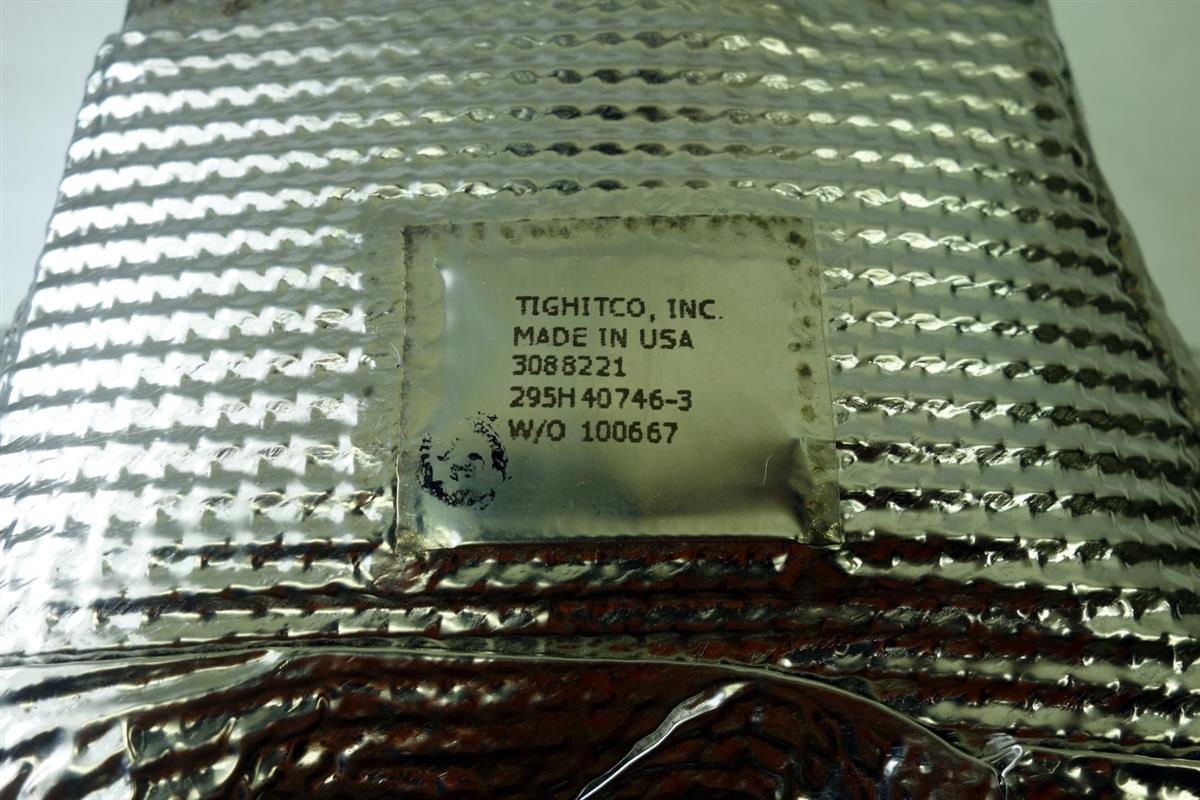 TIGHITCO, INC.
MADE IN USA
3088221
295H40746-3
W/O 100667